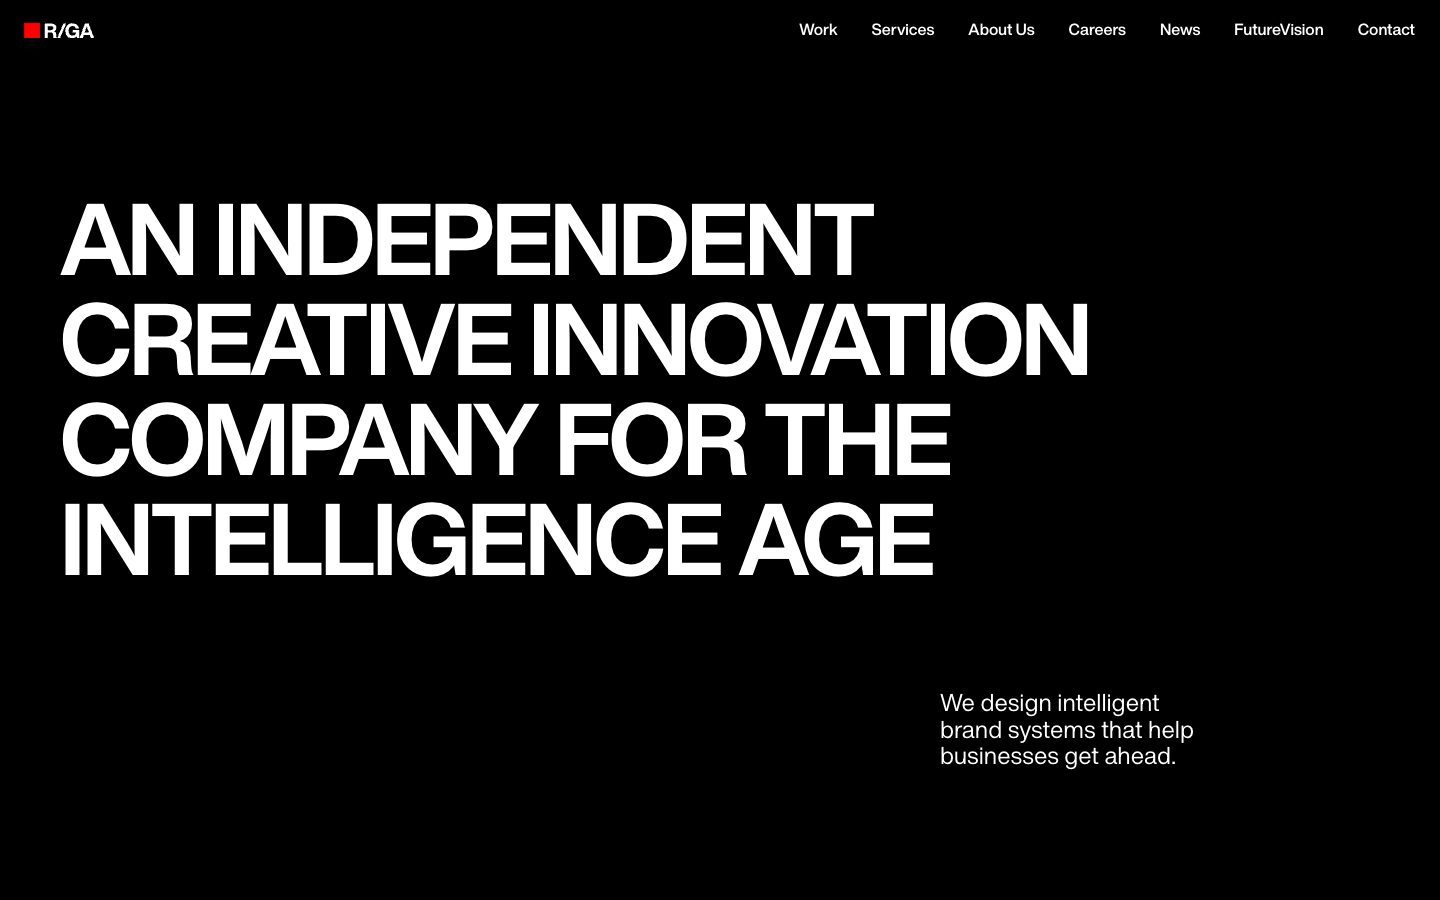 R/GA
Work Services About Us Careers News FutureVision Contact
AN INDEPENDENT
CREATIVE INNOVATION
COMPANY FOR THE
INTELLIGENCE AGE
We design intelligent
brand systems that help
businesses get ahead.